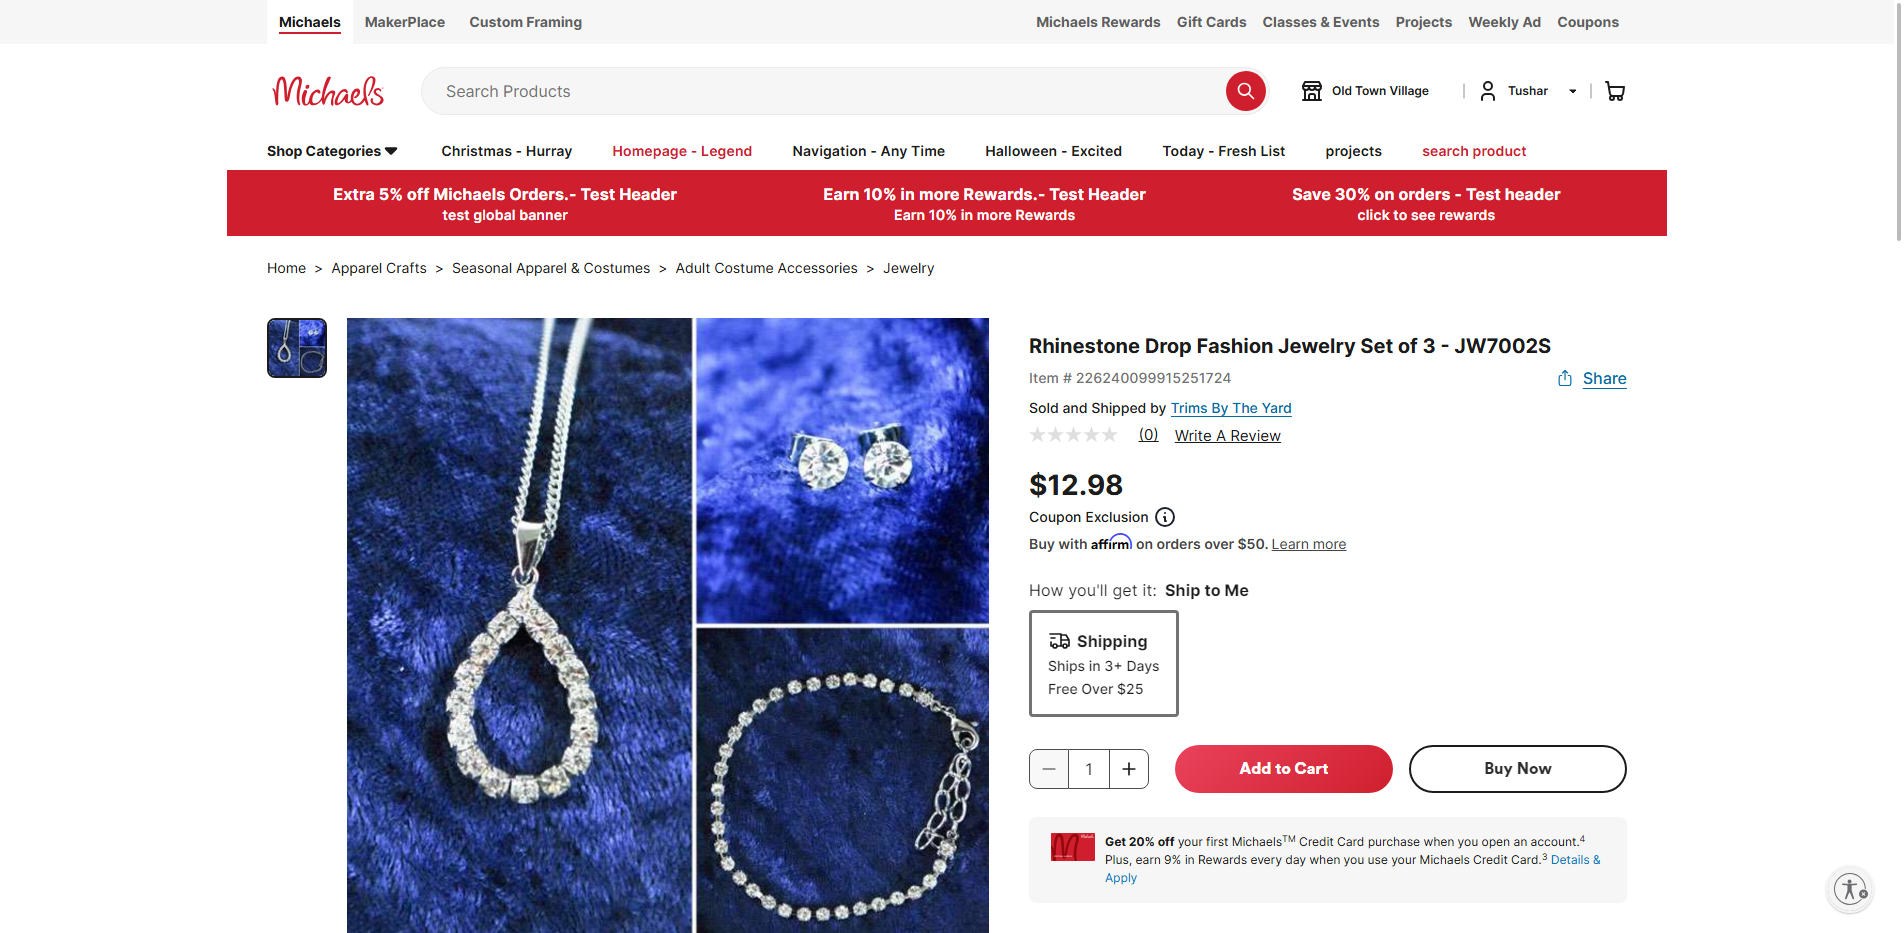 Michaels MakerPlace Custom Framing Michaels Rewards Gift Cards Classes & Events Projects Weekly Ad Coupons
Michaels Search Products Old Town Village Tushar
Shop Categories Christmas - Hurray Homepage - Legend Navigation - Any Time Halloween - Excited Today - Fresh List projects search product
Extra 5% off Michaels Orders.- Test Header
test global banner
Earn 10% in more Rewards.- Test Header
Earn 10% in more Rewards
Save 30% on orders - Test header
click to see rewards
Home > Apparel Crafts > Seasonal Apparel & Costumes > Adult Costume Accessories > Jewelry
Rhinestone Drop Fashion Jewelry Set of 3 - JW7002S
Item # 226240099915251724
Share
Sold and Shipped by Trims By The Yard
(0) Write A Review
$12.98
Coupon Exclusion
Buy with affirm on orders over $50. Learn more
How you'll get it: Ship to Me
Shipping
Ships in 3+ Days
Free Over $25
1
Add to Cart
Buy Now
Get 20% off your first Michaels™ Credit Card purchase when you open an account.⁴
Plus, earn 9% in Rewards every day when you use your Michaels Credit Card.³ Details &
Apply